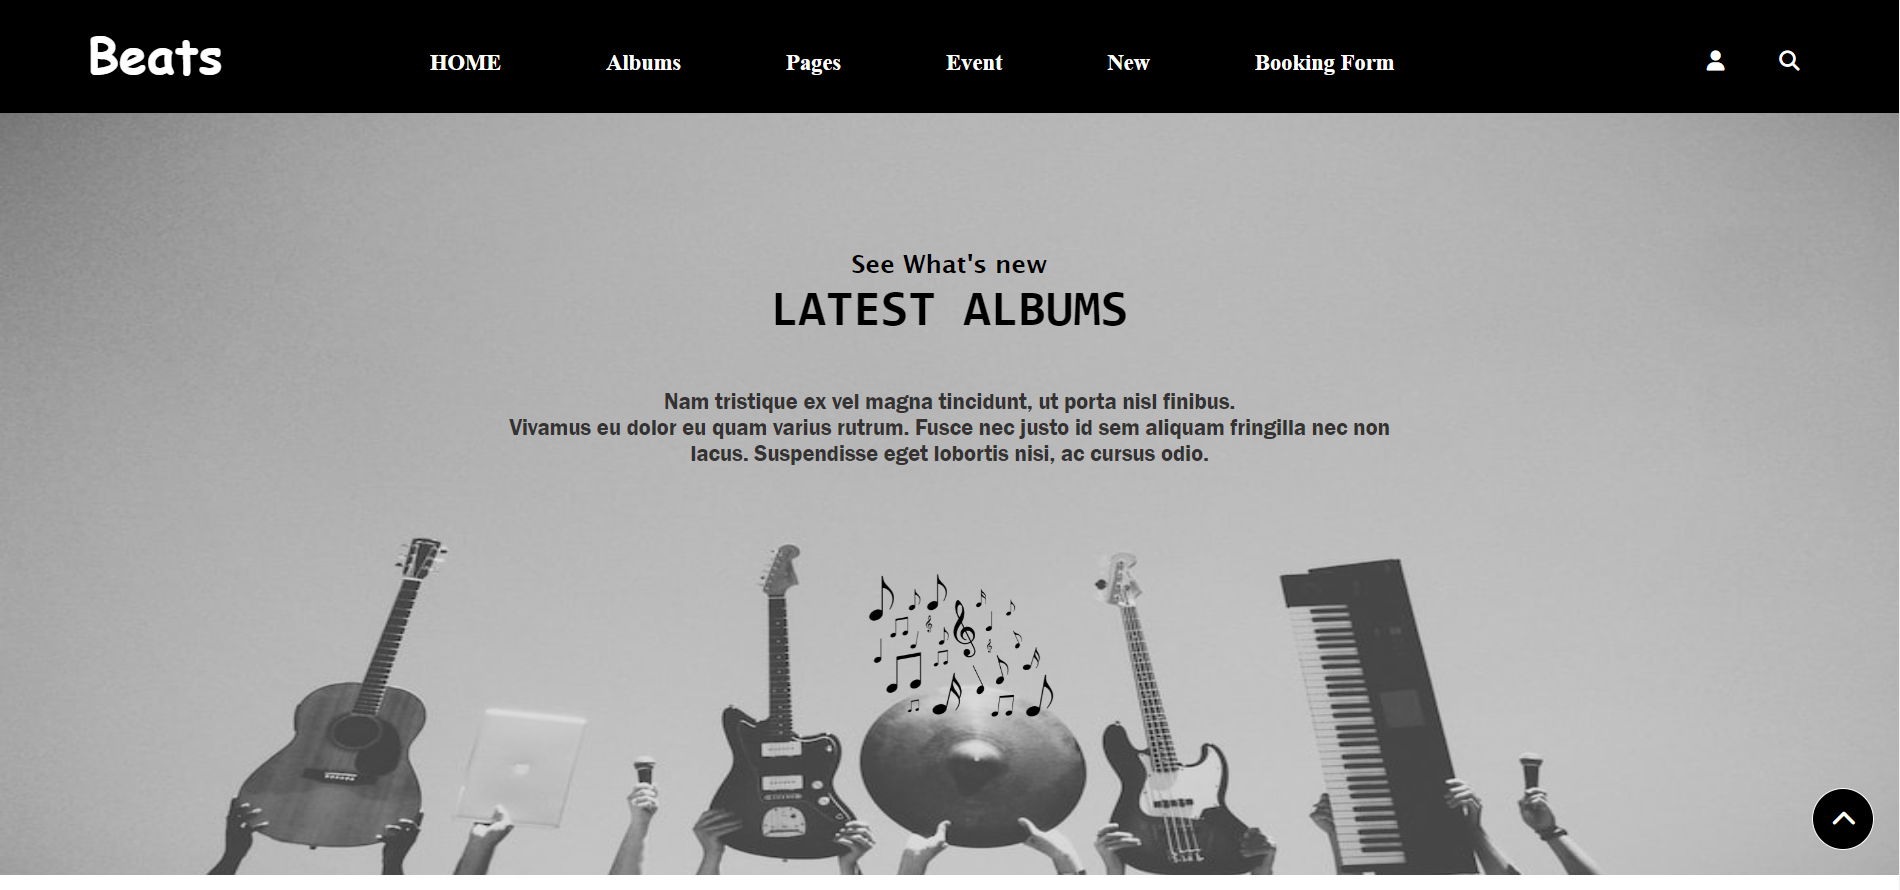 Beats
HOME Albums Pages Event New Booking Form
See What's new
LATEST ALBUMS
Nam tristique ex vel magna tincidunt, ut porta nisl finibus.
Vivamus eu dolor eu quam varius rutrum. Fusce nec justo id sem aliquam fringilla nec non
lacus. Suspendisse eget lobortis nisi, ac cursus odio.